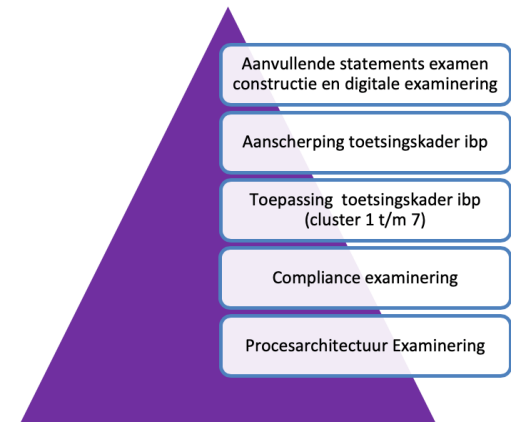 Aanvullende statements examen
constructie en digitale examinering
Aanscherping toetsingskader ibp
Toepassing toetsingskader ibp
(cluster 1 t/m 7)
Compliance examinering
Procesarchitectuur Examinering